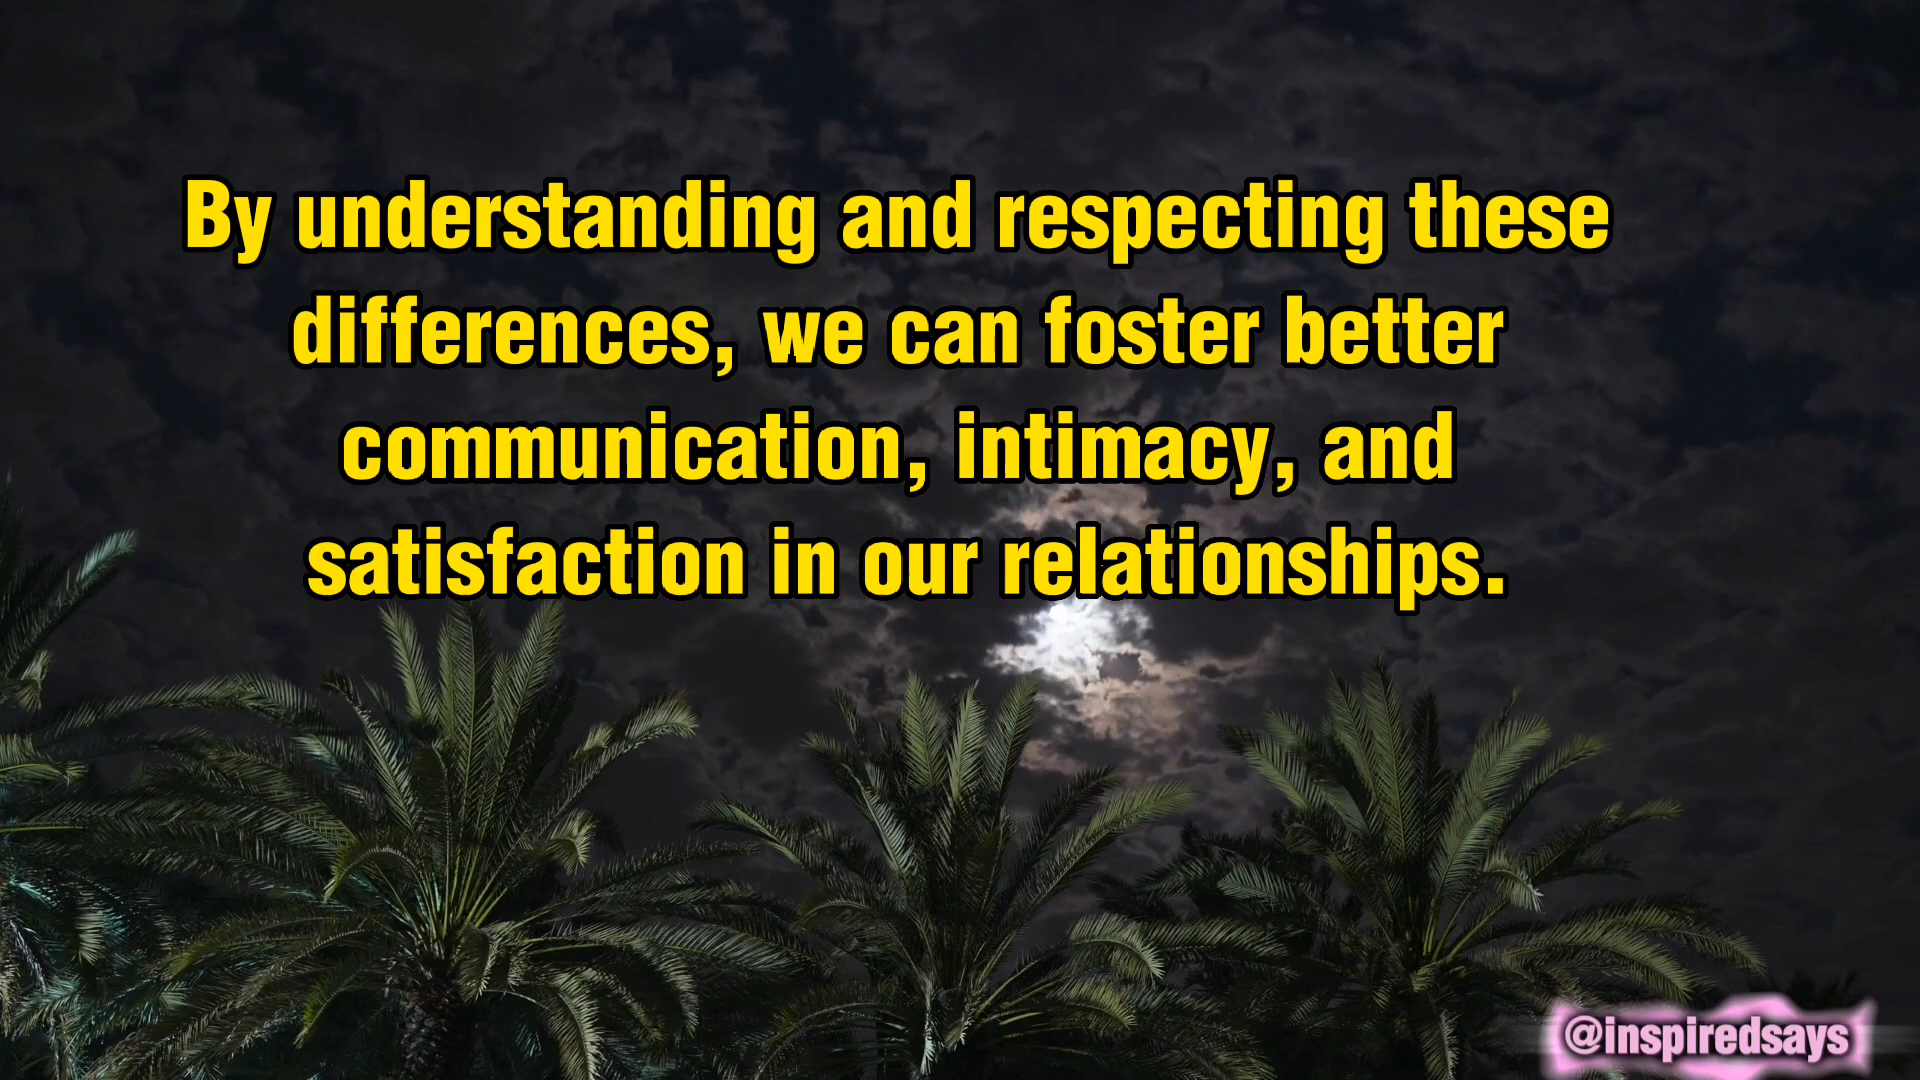 By understanding and respecting these
differences, we can foster better
communication, intimacy, and
satisfaction in our relationships.
@inspiredsays